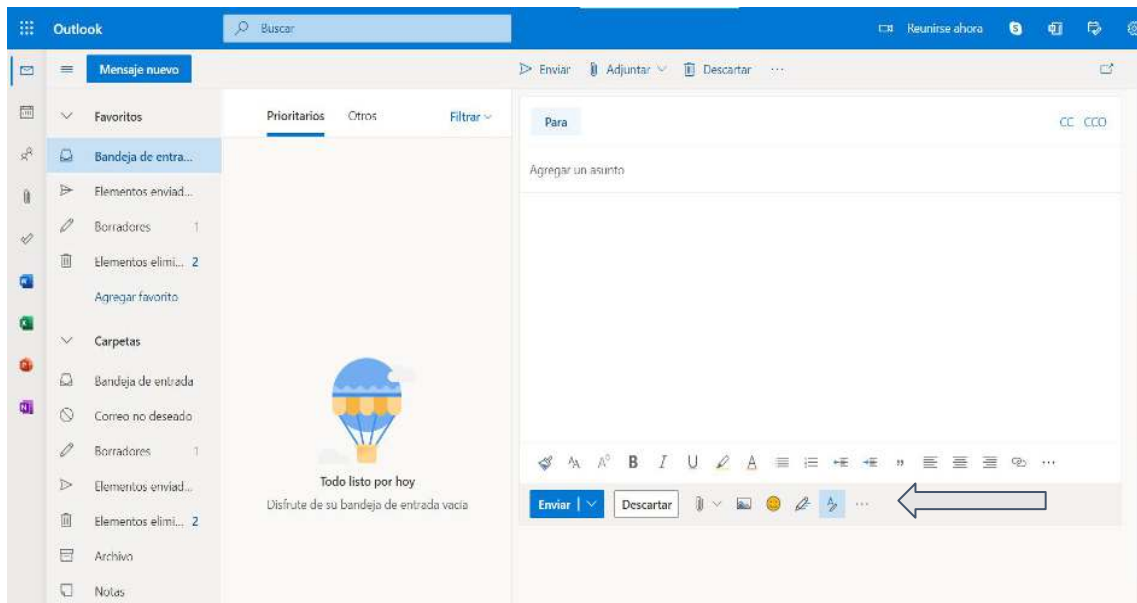 Outlook
Buscar
Reunirse ahora
Mensaje nuevo
Enviar
Adjuntar
Descartar
Favoritos
Prioritarios
Otros
Filtrar
Para
CC
CCO
Bandeja de entra...
Agregar un asunto
Elementos enviad...
Borradores 1
Elementos elimi... 2
Agregar favorito
Carpetas
Bandeja de entrada
Correo no deseado
Borradores 1
Elementos enviad...
Elementos elimi... 2
Archivo
Notas
Todo listo por hoy
Disfrute de su bandeja de entrada vacía
Enviar
Descartar